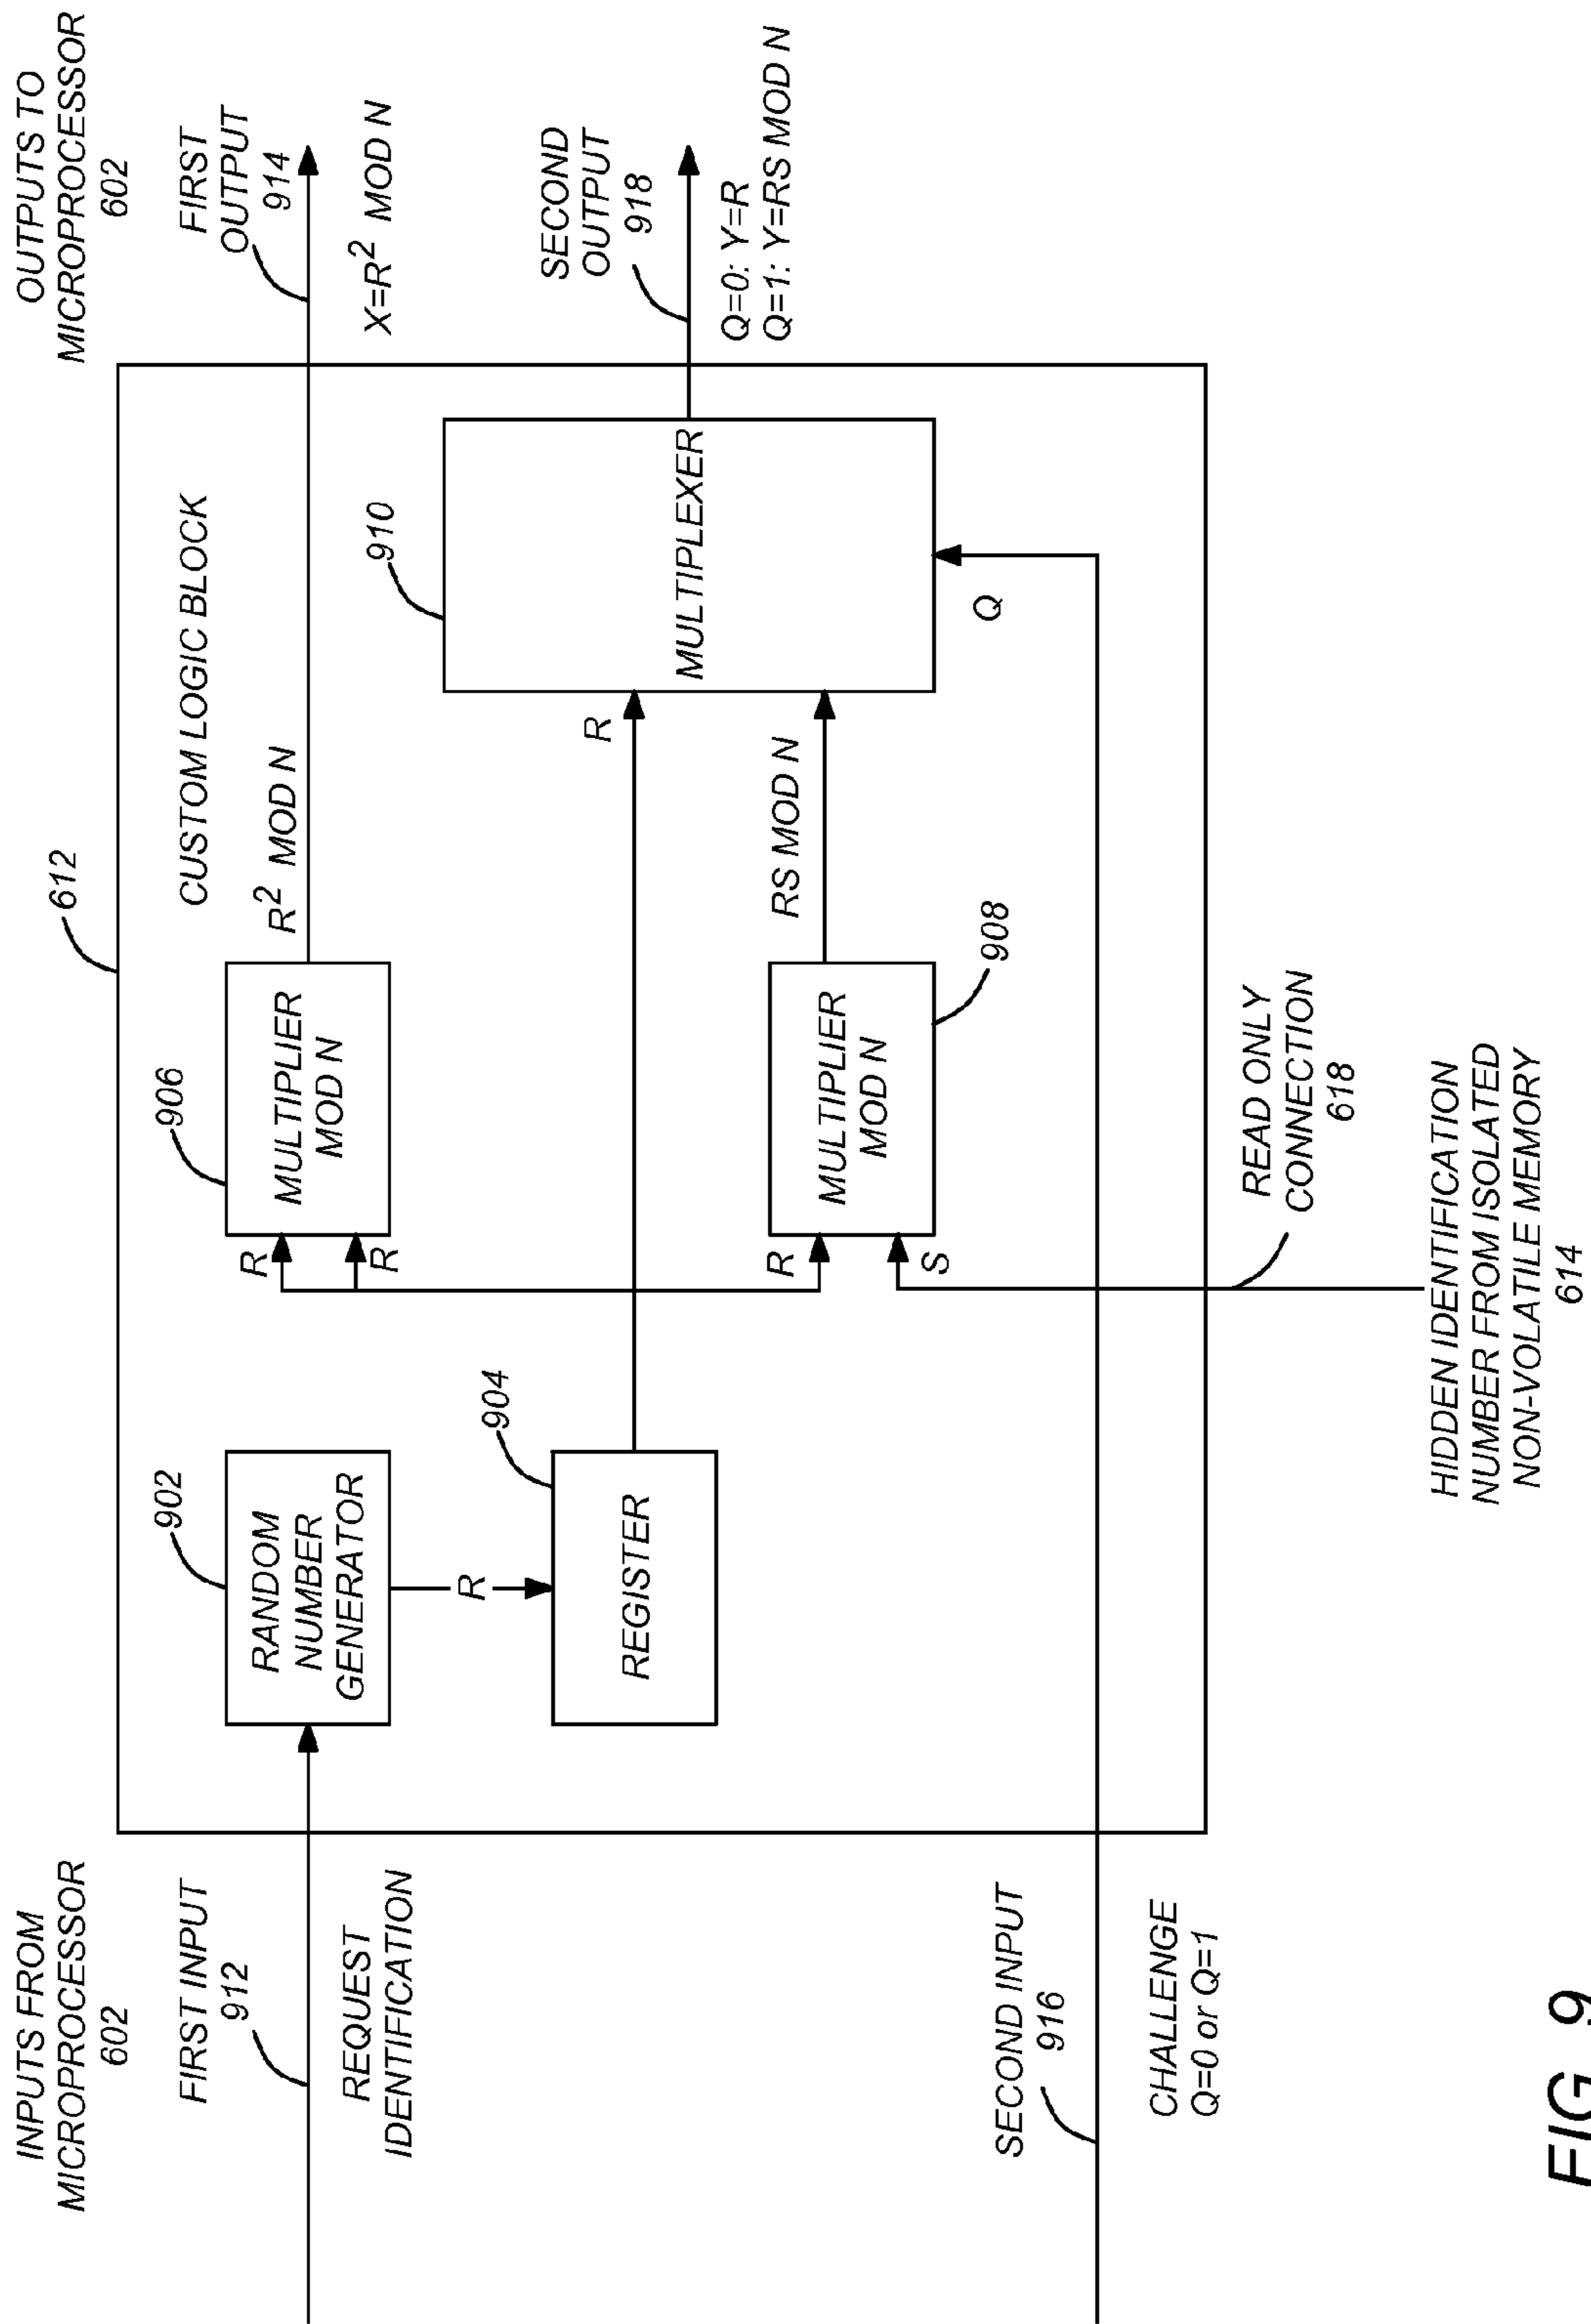 INPUTS FROM
MICROPROCESSOR
602
OUTPUTS TO
MICROPROCESSOR
602
612
FIRST INPUT
912
REQUEST
IDENTIFICATION
902
RANDOM
NUMBER
GENERATOR
R
904
REGISTER
906
R
R
MULTIPLIER
MOD N
R² MOD N
CUSTOM LOGIC BLOCK
FIRST
OUTPUT
914
X=R² MOD N
R
910
MULTIPLEXER
SECOND
OUTPUT
918
Q=0: Y=R
Q=1: Y=RS MOD N
R
S
MULTIPLIER
MOD N
908
RS MOD N
Q
SECOND INPUT
916
CHALLENGE
Q=0 or Q=1
READ ONLY
CONNECTION
618
HIDDEN IDENTIFICATION
NUMBER FROM ISOLATED
NON-VOLATILE MEMORY
614
FIG. 9